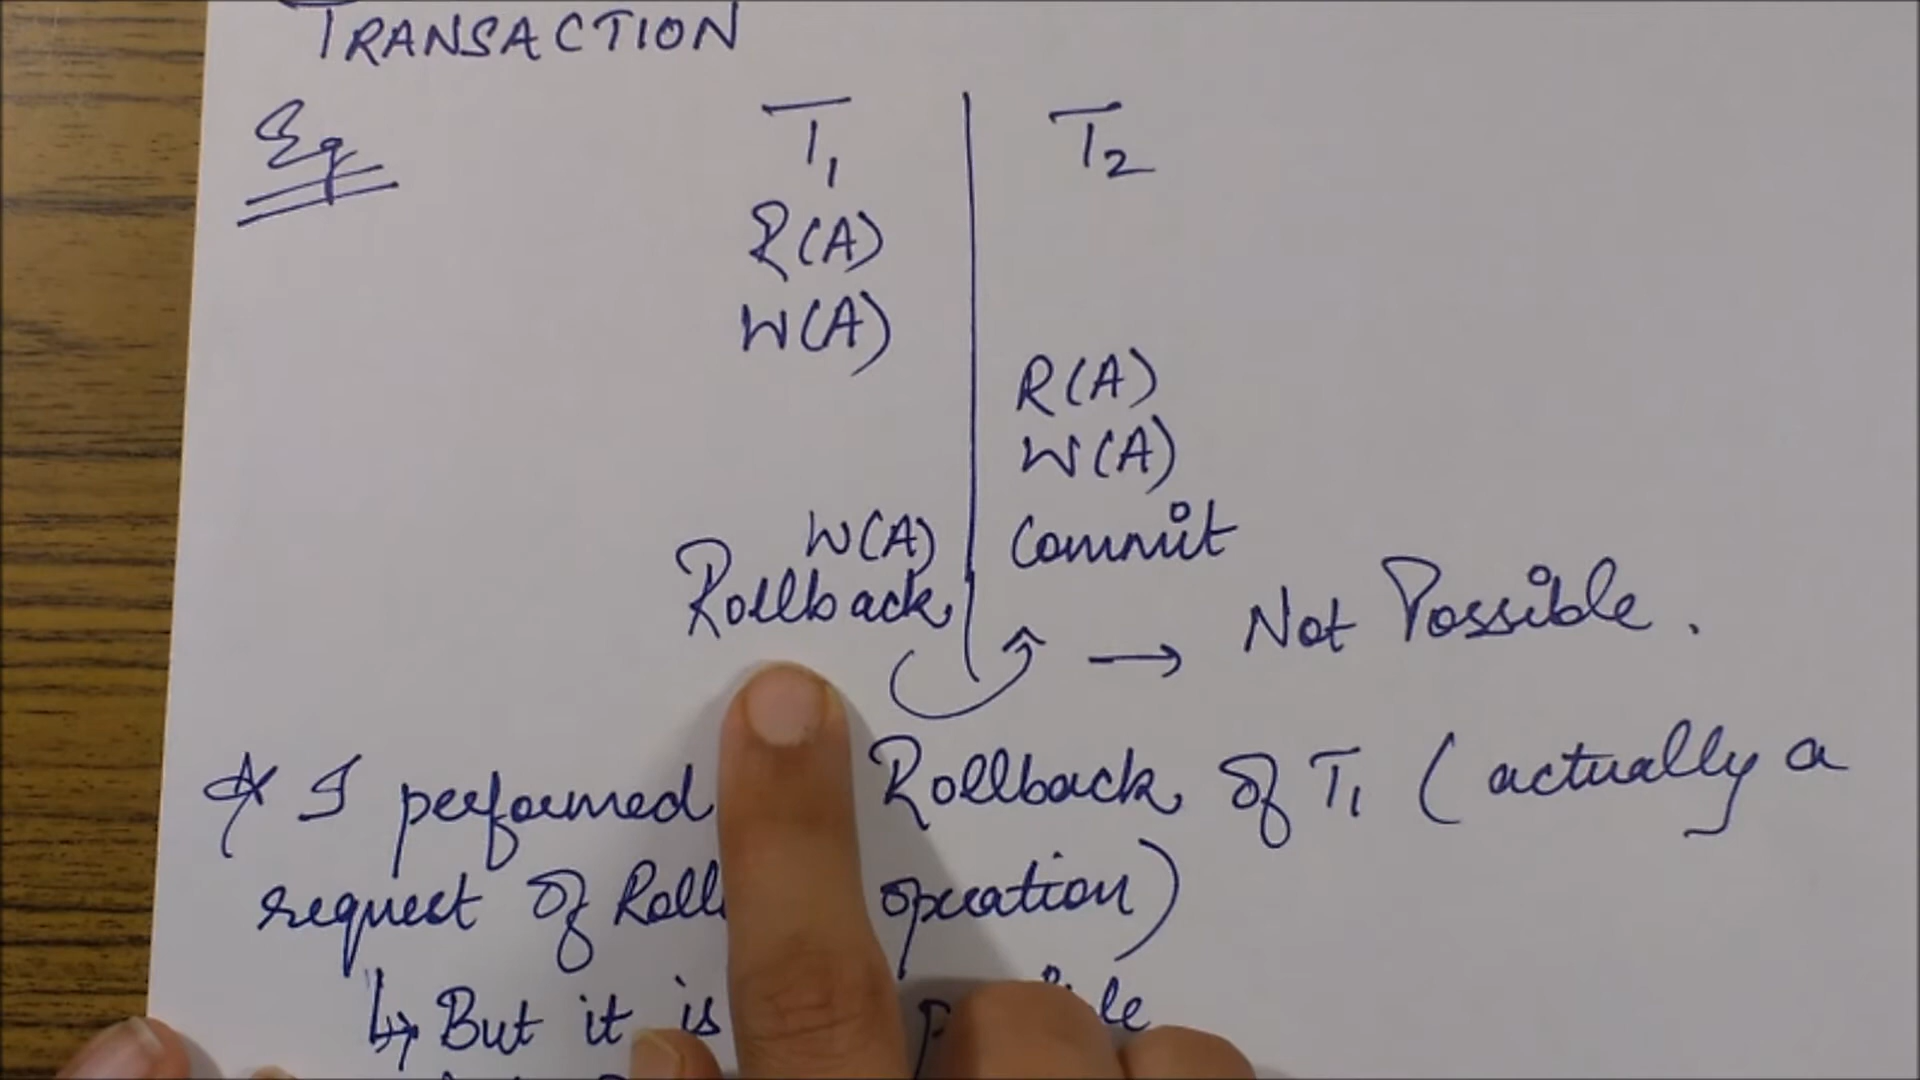 TRANSACTION
Eg
T1 T2
R(A)
W(A)
R(A)
W(A)
W(A) Commit
Rollback
→ Not Possible.
* I performed Rollback of T1 (actually a
request of Roll operation)
↳ But it is